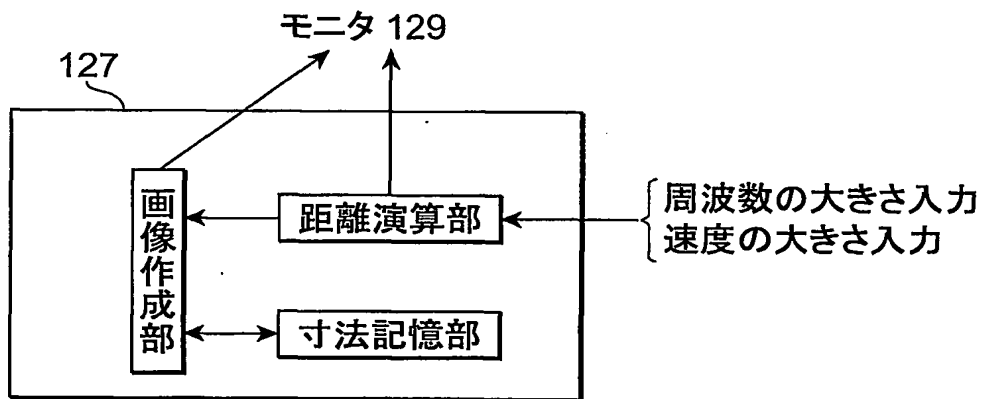 モニタ 129
127
画像作成部
距離演算部
周波数の大きさ入力
速度の大きさ入力
寸法記憶部